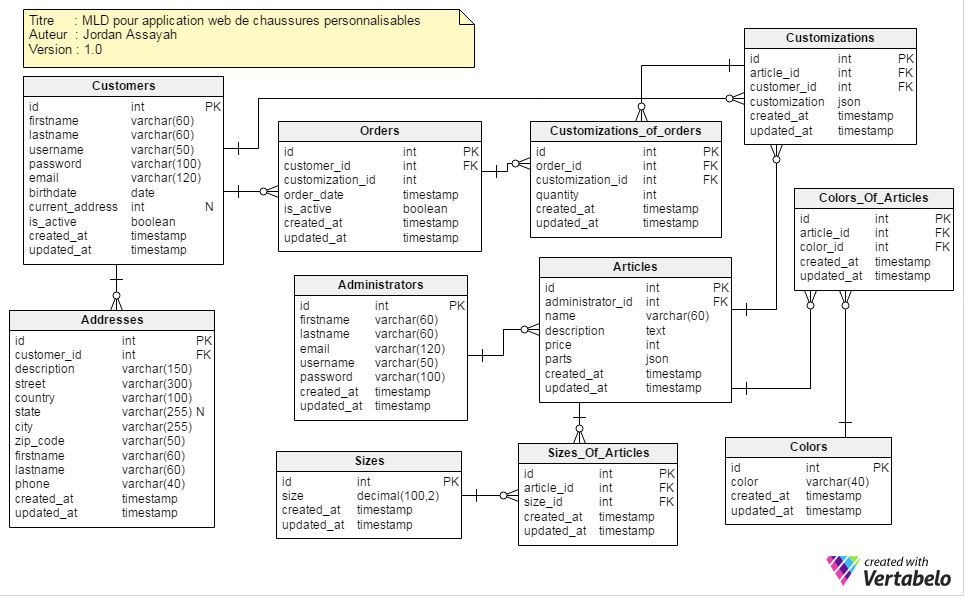 Titre : MLD pour application web de chaussures personnalisables
Auteur : Jordan Assayah
Version : 1.0
Customers
id int PK
firstname varchar(60)
lastname varchar(60)
username varchar(50)
password varchar(100)
email varchar(120)
birthdate date
current_address int N
is_active boolean
created_at timestamp
updated_at timestamp
Orders
id int PK
customer_id int FK
customization_id int
order_date timestamp
is_active boolean
created_at timestamp
updated_at timestamp
Customizations_of_orders
id int PK
order_id int FK
customization_id int FK
quantity int
created_at timestamp
updated_at timestamp
Customizations
id int PK
article_id int FK
customer_id int FK
customization json
created_at timestamp
updated_at timestamp
Colors_Of_Articles
id int PK
article_id int FK
color_id int FK
created_at timestamp
updated_at timestamp
Addresses
id int PK
customer_id int FK
description varchar(150)
street varchar(300)
country varchar(100)
state varchar(255) N
city varchar(255)
zip_code varchar(50)
firstname varchar(60)
lastname varchar(60)
phone varchar(40)
created_at timestamp
updated_at timestamp
Administrators
id int PK
firstname varchar(60)
lastname varchar(60)
email varchar(120)
username varchar(50)
password varchar(100)
created_at timestamp
updated_at timestamp
Articles
id int PK
administrator_id int FK
name varchar(60)
description text
price int
parts json
created_at timestamp
updated_at timestamp
Sizes
id int PK
size decimal(100,2)
created_at timestamp
updated_at timestamp
Sizes_Of_Articles
id int PK
article_id int FK
size_id int FK
created_at timestamp
updated_at timestamp
Colors
id int PK
color varchar(40)
created_at timestamp
updated_at timestamp
created with
Vertabelo